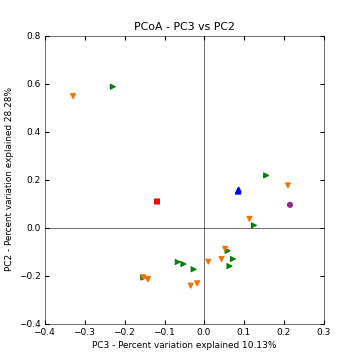 PCoA - PC3 vs PC2
0.8
0.6
0.4
0.2
0.0
−0.2
−0.4
PC2 - Percent variation explained 28.28%
−0.4 −0.3 −0.2 −0.1 0.0 0.1 0.2 0.3
PC3 - Percent variation explained 10.13%